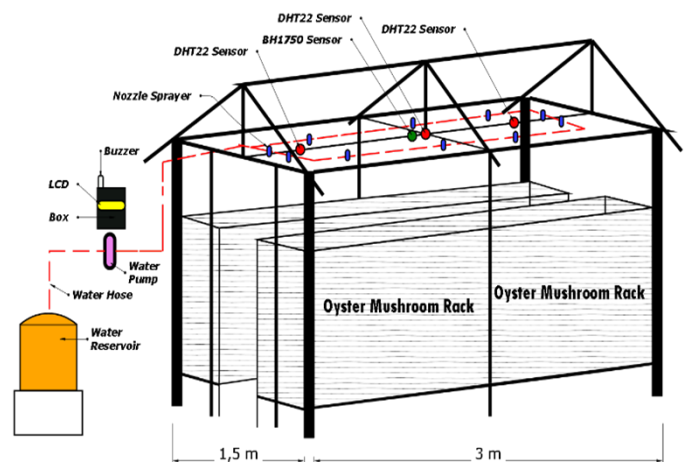 DHT22 Sensor
BH1750 Sensor
DHT22 Sensor
DHT22 Sensor
Nozzle Sprayer
Buzzer
LCD
Box
Water
Pump
Water Hose
Water
Reservoir
Oyster Mushroom Rack
Oyster Mushroom Rack
1,5 m
3 m